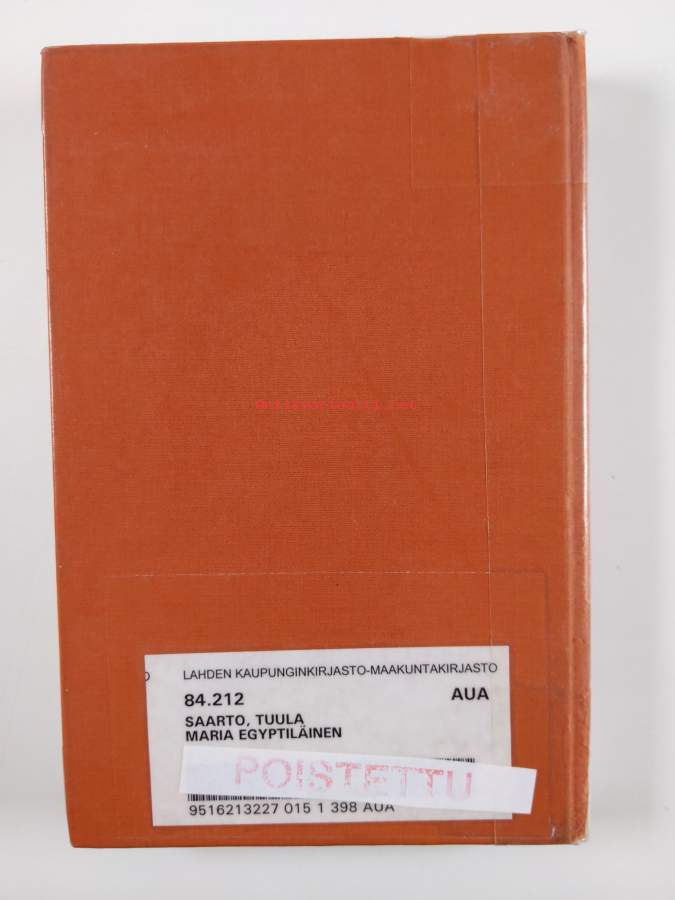 LAHDEN KAUPUNGINKIRJASTO-MAAKUNTAKIRJASTO
84.212 AUA
SAARTO, TUULA
MARIA EGYPTILÄINEN
POISTETTU
9516213227 015 1 398 AUA